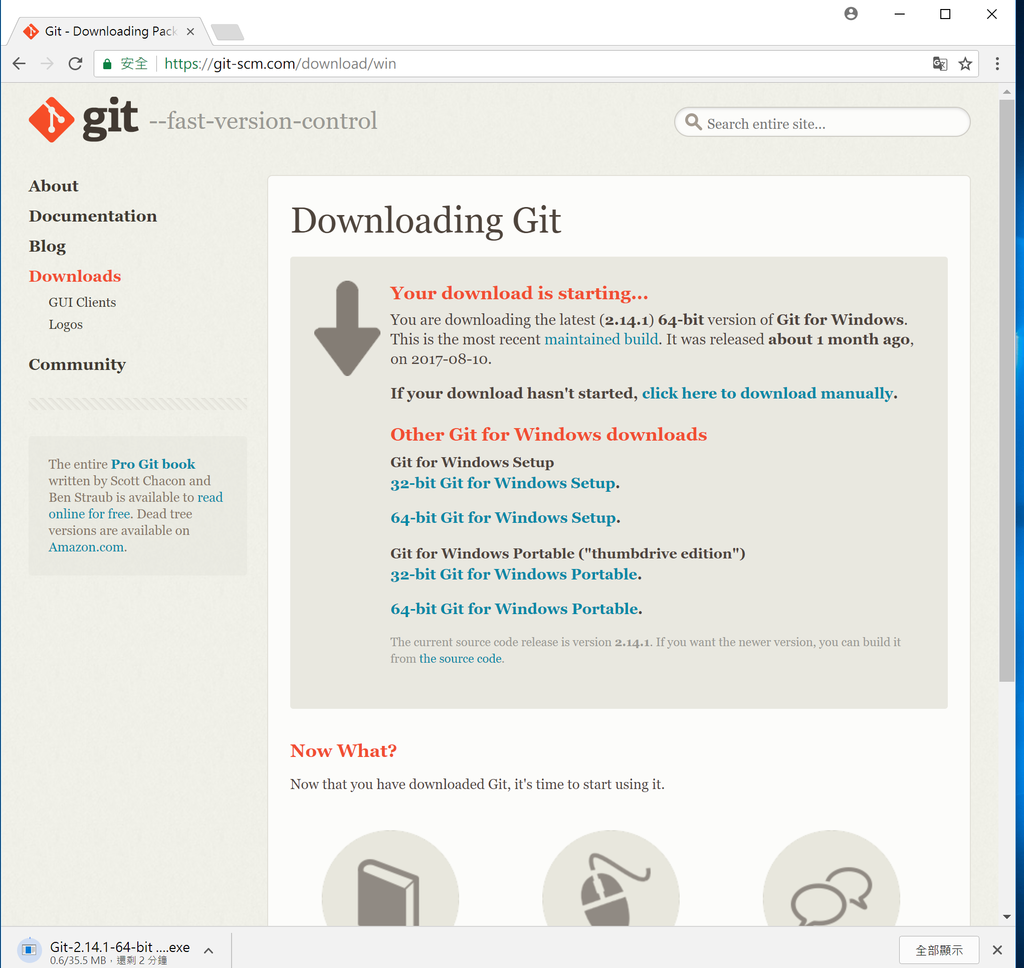 Git - Downloading Pack
安全
https://git-scm.com/download/win
git --fast-version-control
Search entire site...
About
Documentation
Blog
Downloads
GUI Clients
Logos
Community
The entire Pro Git book
written by Scott Chacon and
Ben Straub is available to read
online for free. Dead tree
versions are available on
Amazon.com.
Downloading Git
Your download is starting...
You are downloading the latest (2.14.1) 64-bit version of Git for Windows.
This is the most recent maintained build. It was released about 1 month ago,
on 2017-08-10.
If your download hasn't started, click here to download manually.
Other Git for Windows downloads
Git for Windows Setup
32-bit Git for Windows Setup.
64-bit Git for Windows Setup.
Git for Windows Portable ("thumbdrive edition")
32-bit Git for Windows Portable.
64-bit Git for Windows Portable.
The current source code release is version 2.14.1. If you want the newer version, you can build it
from the source code.
Now What?
Now that you have downloaded Git, it's time to start using it.
Git-2.14.1-64-bit ....exe
0.6/35.5 MB，還剩 2 分鐘
全部顯示